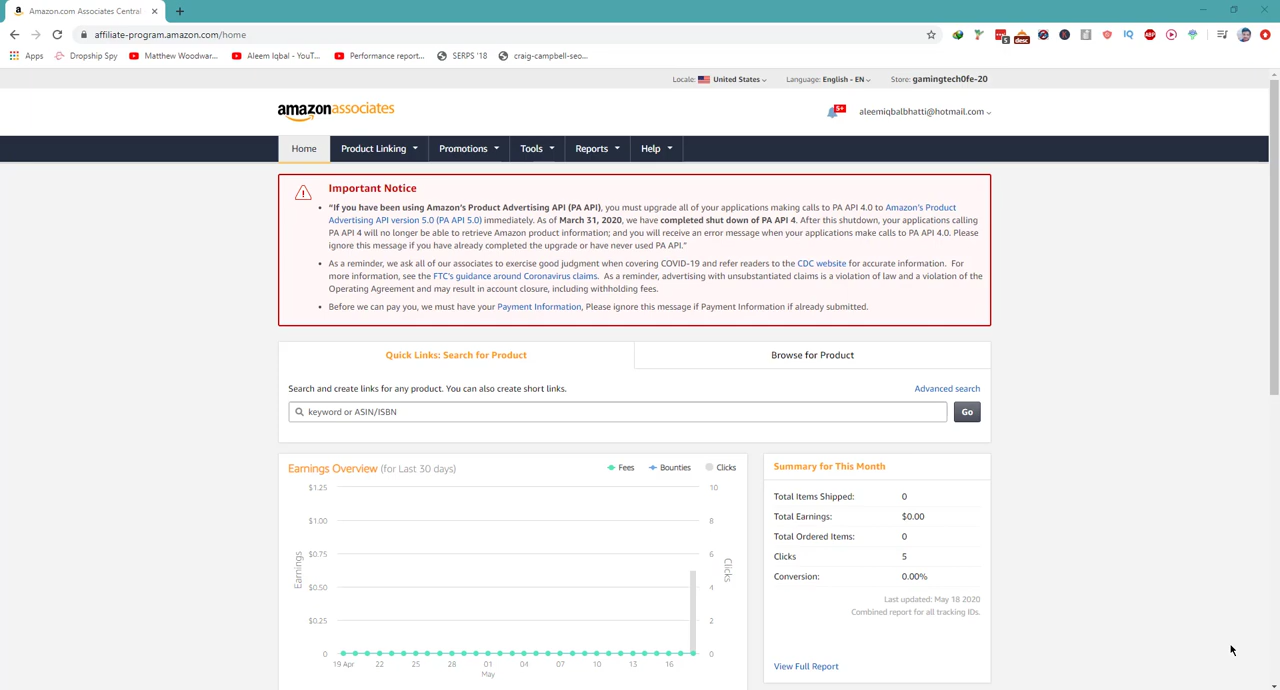 Amazon.com Associates Central
affiliate-program.amazon.com/home
Apps Dropship Spy Matthew Woodwar... Aleem Iqbal - YouT... Performance report... SERPS '18 craig-campbell-seo...
Locale: United States Language: English - EN Store: gamingtech0fe-20
amazonassociates
5+ aleemiqbalbhatti@hotmail.com
Home Product Linking Promotions Tools Reports Help
Important Notice
• “If you have been using Amazon’s Product Advertising API (PA API), you must upgrade all of your applications making calls to PA API 4.0 to Amazon’s Product
Advertising API version 5.0 (PA API 5.0) immediately. As of March 31, 2020, we have completed shut down of PA API 4. After this shutdown, your applications calling
PA API 4 will no longer be able to retrieve Amazon product information; and you will receive an error message when your applications make calls to PA API 4.0. Please
ignore this message if you have already completed the upgrade or have never used PA API.”
• As a reminder, we ask all of our associates to exercise good judgment when covering COVID-19 and refer readers to the CDC website for accurate information. For
more information, see the FTC’s guidance around Coronavirus claims. As a reminder, advertising with unsubstantiated claims is a violation of law and a violation of the
Operating Agreement and may result in account closure, including withholding fees.
• Before we can pay you, we must have your Payment Information, Please ignore this message if Payment Information if already submitted.
Quick Links: Search for Product
Browse for Product
Search and create links for any product. You can also create short links.
Advanced search
keyword or ASIN/ISBN
Go
Earnings Overview (for Last 30 days)
Fees Bounties Clicks
$1.25 10
$1.00 8
$0.75 6
$0.50 4
$0.25 2
0 0
Earnings
Clicks
19 Apr 22 25 28 01 04 07 10 13 16
May
Summary for This Month
Total Items Shipped: 0
Total Earnings: $0.00
Total Ordered Items: 0
Clicks 5
Conversion: 0.00%
Last updated: May 18 2020
Combined report for all tracking IDs.
View Full Report